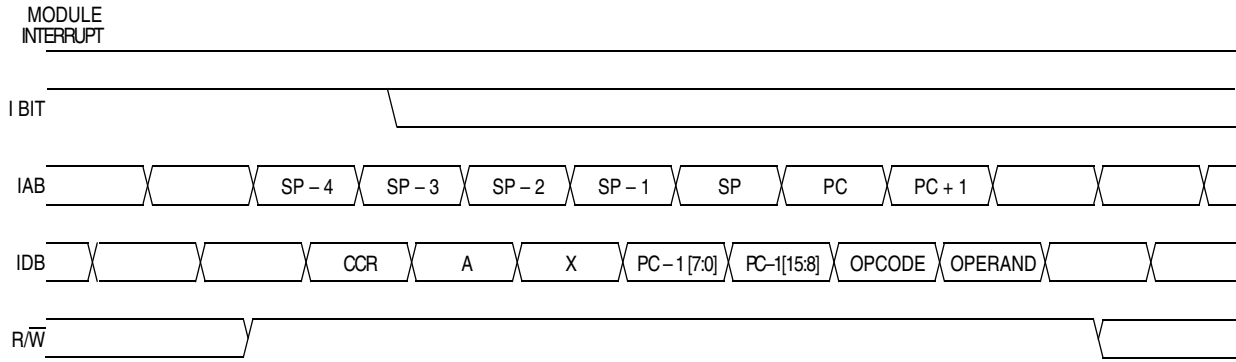 MODULE
INTERRUPT
I BIT
IAB SP – 4 SP – 3 SP – 2 SP – 1 SP PC PC + 1
IDB CCR A X PC – 1 [7:0] PC–1[15:8] OPCODE OPERAND
R/W̅